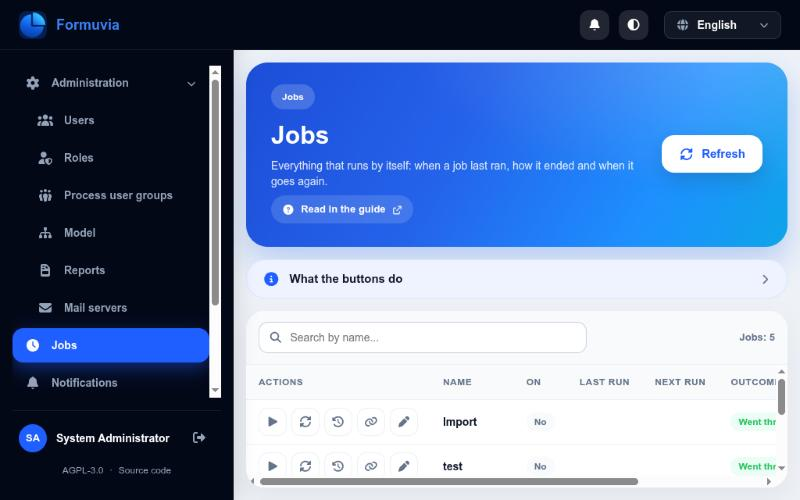 Formuvia
English
Administration
Users
Roles
Process user groups
Model
Reports
Mail servers
Jobs
Notifications
SA
System Administrator
AGPL-3.0 · Source code
Jobs
Jobs
Everything that runs by itself: when a job last ran, how it ended and when it
goes again.
Read in the guide
Refresh
What the buttons do
Search by name...
Jobs: 5
ACTIONS NAME ON LAST RUN NEXT RUN
Import No Went
test No Went